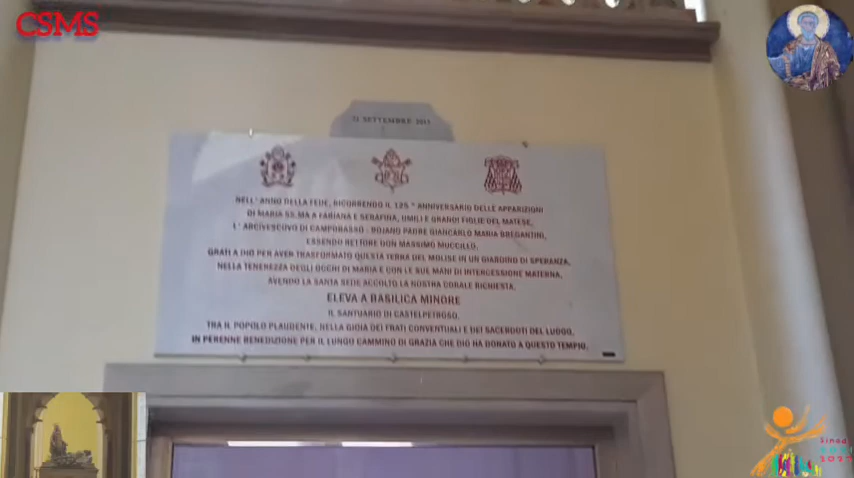 CSMS
21 SETTEMBRE 2013
NELL'ANNO DELLA FEDE, RICORRENDO IL 125° ANNIVERSARIO DELLE APPARIZIONI
DI MARIA SS.MA A FABIANA E SERAFINA, UMILI E GRANDI FIGLIE DEL MATESE,
L'ARCIVESCOVO DI CAMPOBASSO - BOJANO PADRE GIANCARLO MARIA BREGANTINI,
ESSENDO RETTORE DON MASSIMO MUCCILLO,
GRATI A DIO PER AVER TRASFORMATO QUESTA TERRA DEL MOLISE IN UN GIARDINO DI SPERANZA,
NELLA TENEREZZA DEGLI OCCHI DI MARIA E CON LE SUE MANI DI INTERCESSIONE MATERNA,
AVENDO LA SANTA SEDE ACCOLTO LA NOSTRA CORALE RICHIESTA,
ELEVA A BASILICA MINORE
IL SANTUARIO DI CASTELPETROSO,
TRA IL POPOLO PLAUDENTE, NELLA GIOIA DEI FRATI CONVENTUALI E DEI SACERDOTI DEL LUOGO,
IN PERENNE BENEDIZIONE PER IL LUNGO CAMMINO DI GRAZIA CHE DIO HA DONATO A QUESTO TEMPIO.